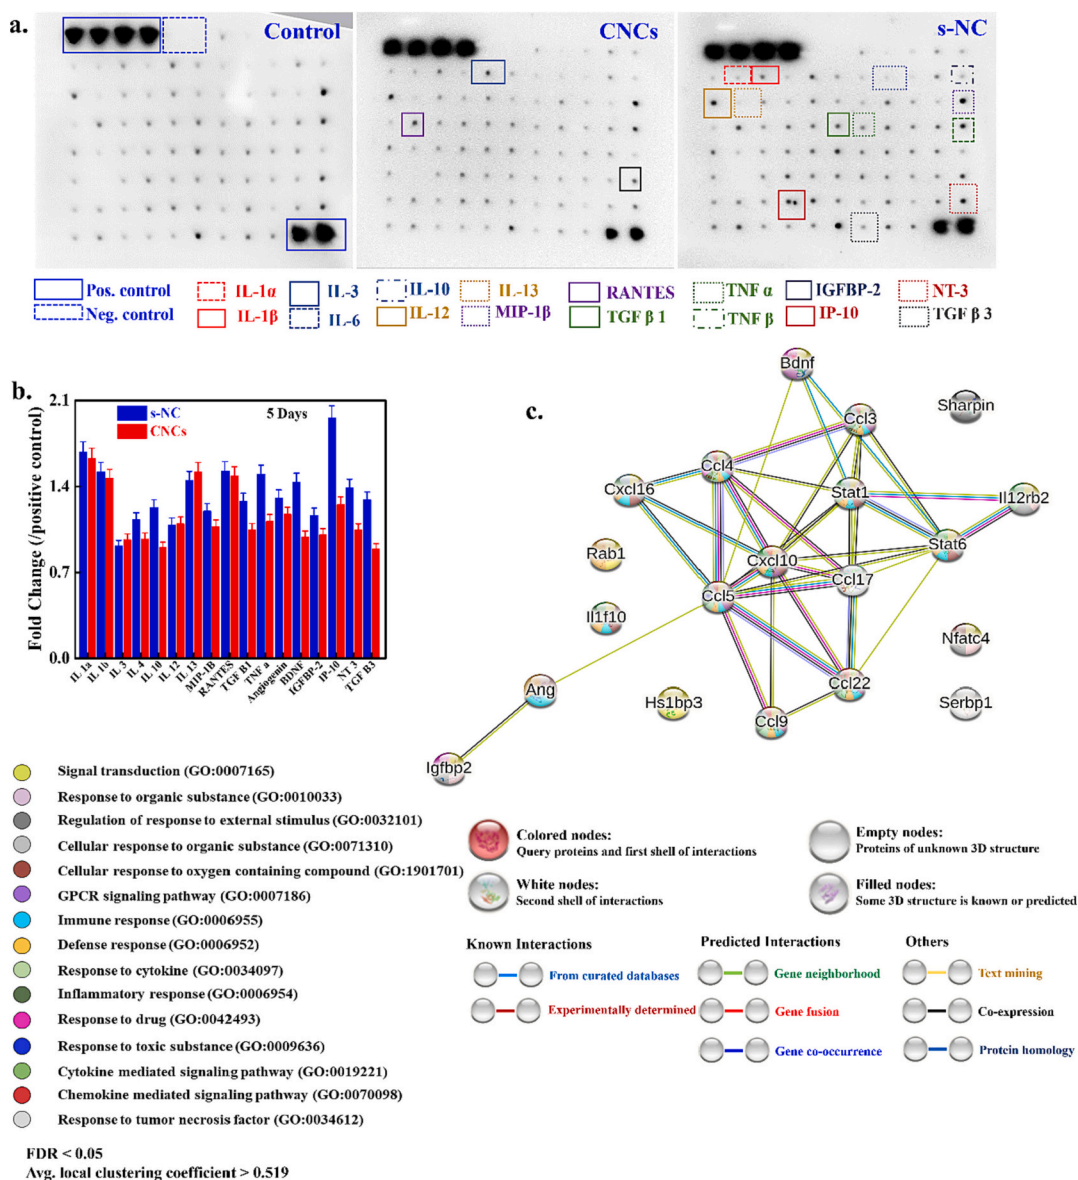 a.
Control
CNCs
s-NC
Pos. control
Neg. control
IL-1α
IL-1β
IL-3
IL-6
IL-10
IL-12
IL-13
MIP-1β
RANTES
TGF β 1
TNF α
TNF β
IGFBP-2
IP-10
NT-3
TGF β 3
b.
Fold Change (/positive control)
2.1
1.4
0.7
0.0
s-NC
CNCs
5 Days
IL 1a
IL 1b
IL 3
IL 4
IL 10
IL 12
IL 13
MIP-1B
RANTES
TGF B1
TNF a
Angiogenin
BDNF
IGFBP-2
IP-10
NT 3
TGF B3
c.
Bdnf
Sharpin
Ccl3
Ccl4
Cxcl16
Stat1
Il12rb2
Stat6
Rab1
Cxcl10
Ccl17
Ccl5
Il1f10
Nfatc4
Ang
Hs1bp3
Ccl22
Serbp1
Ccl9
Igfbp2
Signal transduction (GO:0007165)
Response to organic substance (GO:0010033)
Regulation of response to external stimulus (GO:0032101)
Cellular response to organic substance (GO:0071310)
Cellular response to oxygen containing compound (GO:1901701)
GPCR signaling pathway (GO:0007186)
Immune response (GO:0006955)
Defense response (GO:0006952)
Response to cytokine (GO:0034097)
Inflammatory response (GO:0006954)
Response to drug (GO:0042493)
Response to toxic substance (GO:0009636)
Cytokine mediated signaling pathway (GO:0019221)
Chemokine mediated signaling pathway (GO:0070098)
Response to tumor necrosis factor (GO:0034612)
FDR < 0.05
Avg. local clustering coefficient > 0.519
Colored nodes:
Query proteins and first shell of interactions
White nodes:
Second shell of interactions
Empty nodes:
Proteins of unknown 3D structure
Filled nodes:
Some 3D structure is known or predicted
Known Interactions
From curated databases
Experimentally determined
Predicted Interactions
Gene neighborhood
Gene fusion
Gene co-occurrence
Others
Text mining
Co-expression
Protein homology